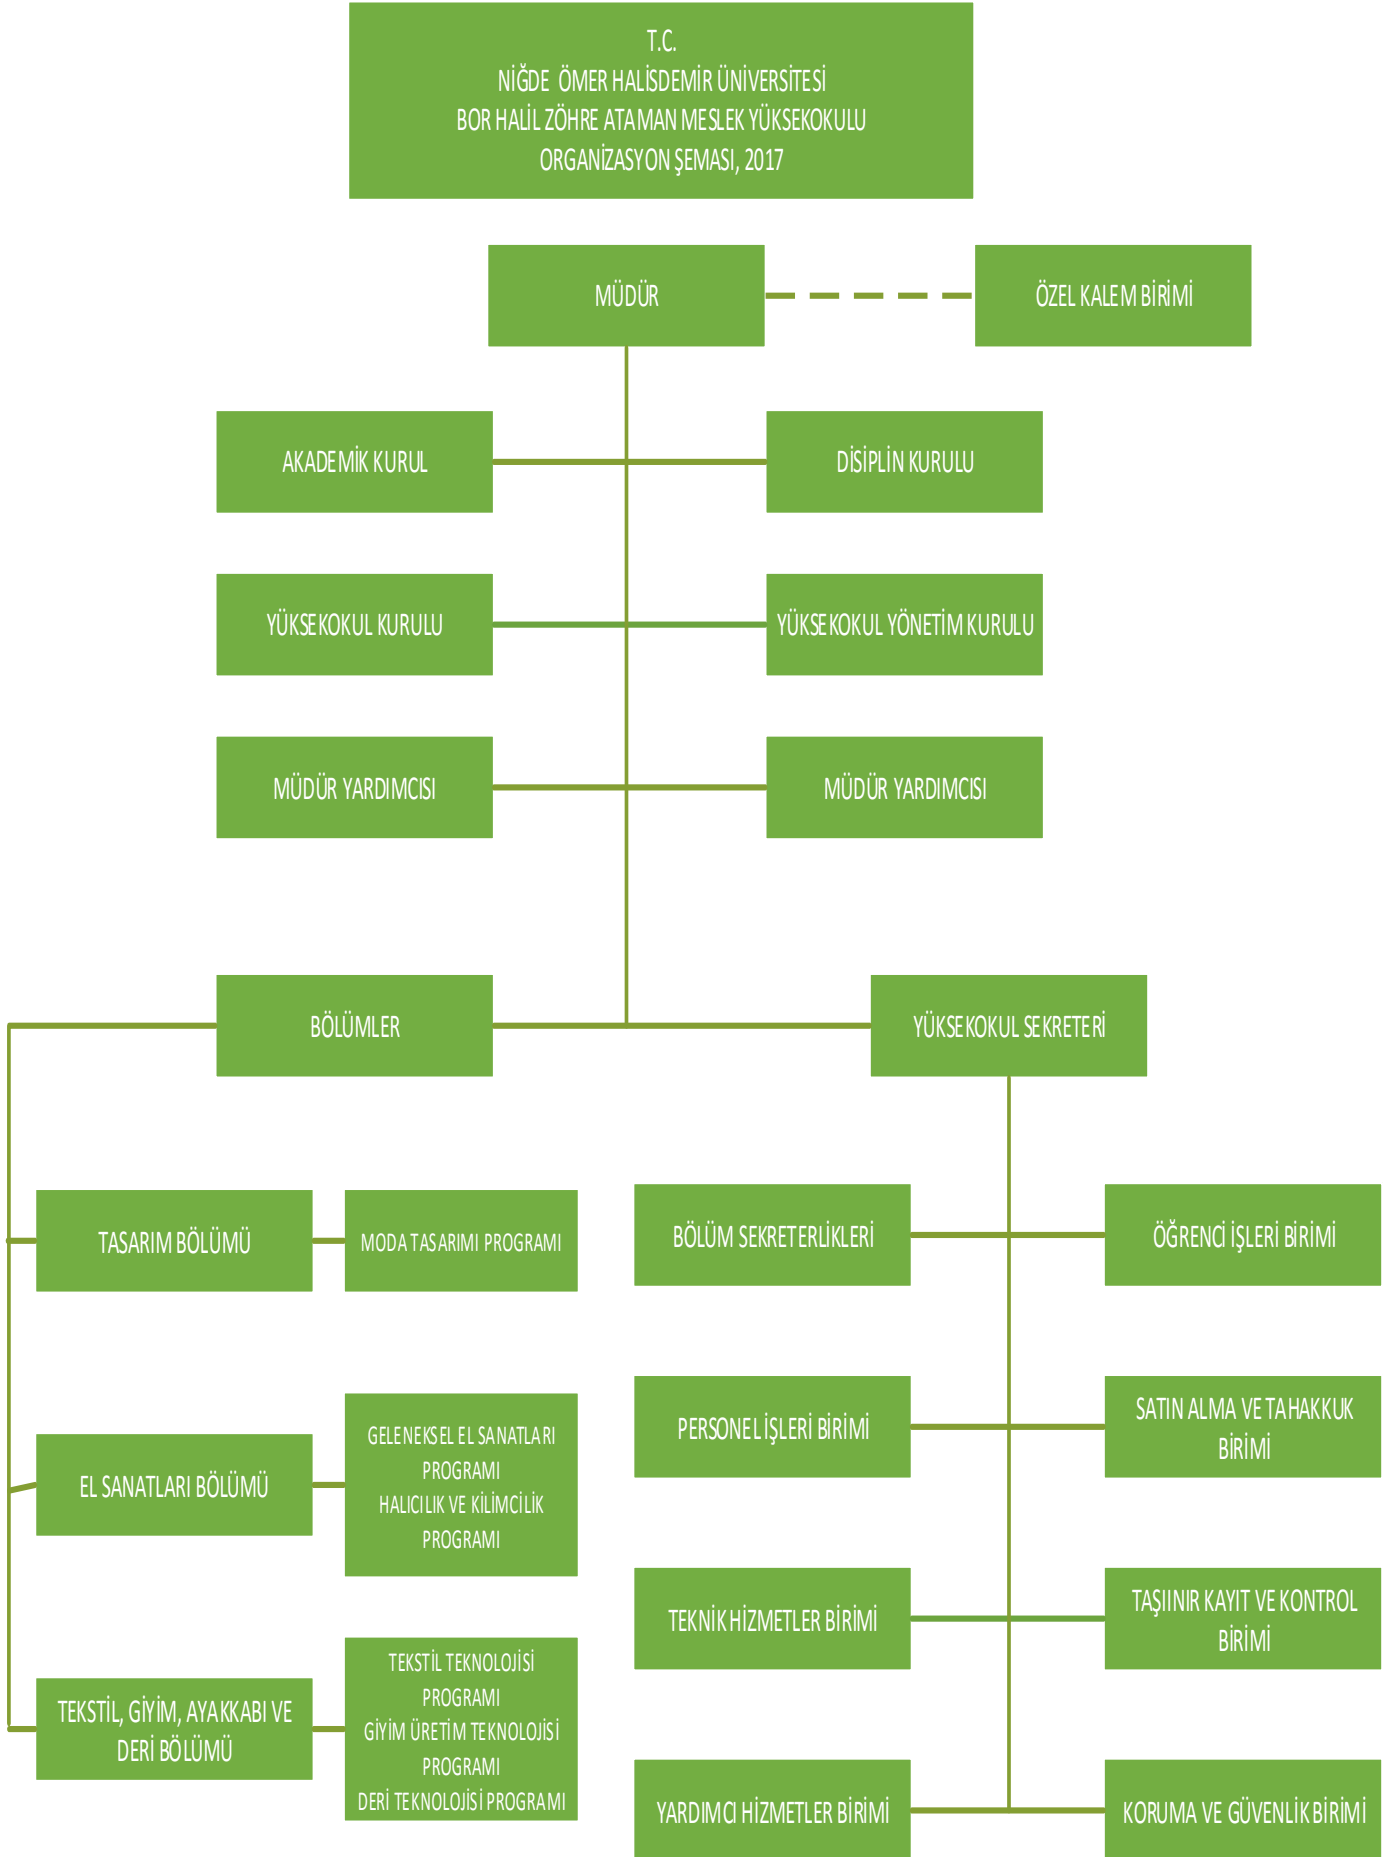 T.C.
NİĞDE ÖMER HALİSDEMİR ÜNİVERSİTESİ
BOR HALİL ZÖHRE ATAMAN MESLEK YÜKSEKOKULU
ORGANİZASYON ŞEMASI, 2017
MÜDÜR
ÖZEL KALEM BİRİMİ
AKADEMİK KURUL
DİSİPLİN KURULU
YÜKSEKOKUL KURULU
YÜKSEKOKUL YÖNETİM KURULU
MÜDÜR YARDIMCISI
MÜDÜR YARDIMCISI
BÖLÜMLER
YÜKSEKOKUL SEKRETERİ
TASARIM BÖLÜMÜ
MODA TASARIMI PROGRAMI
BÖLÜM SEKRETERLİKLERİ
ÖĞRENCİ İŞLERİ BİRİMİ
PERSONEL İŞLERİ BİRİMİ
SATIN ALMA VE TAHAKKUK
BİRİMİ
EL SANATLARI BÖLÜMÜ
GELENEKSEL EL SANATLARI
PROGRAMI
HALICILIK VE KİLİMCİLİK
PROGRAMI
TEKNİK HİZMETLER BİRİMİ
TAŞIINIR KAYIT VE KONTROL
BİRİMİ
TEKSTİL, GİYİM, AYAKKABI VE
DERİ BÖLÜMÜ
TEKSTİL TEKNOLOJİSİ
PROGRAMI
GİYİM ÜRETİM TEKNOLOJİSİ
PROGRAMI
DERİ TEKNOLOJİSİ PROGRAMI
YARDIMCI HİZMETLER BİRİMİ
KORUMA VE GÜVENLİK BİRİMİ